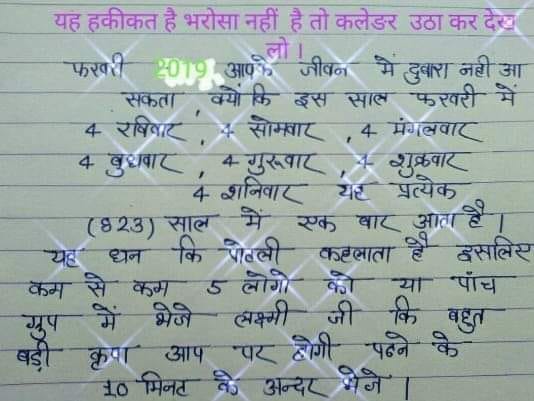 यह हकीकत है भरोसा नहीं है तो कलेङर उठा कर देख
लो !
फरवरी 2019 आपके जीवन में दुबारा नही आ
सकता , क्यों कि इस साल फरवरी में
4 रविवार , 4 सोमवार , 4 मंगलवार
4 बुधवार , 4 गुरूवार , 4 शुक्रवार
4 शनिवार यह प्रत्येक
(823) साल में एक बार आता है ।
यह धन कि पोटली कहलाता है इसलिए
कम से कम 5 लोगो को या पांच
ग्रुप में भेजे लक्ष्मी जी कि बहुत
बड़ी कृपा आप पर होगी पढने के
10 मिनट के अन्दर भेजे ।